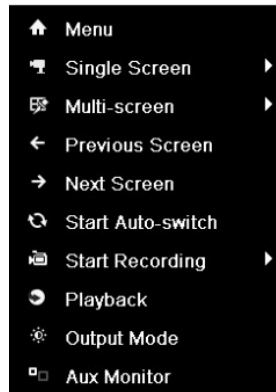 Menu
Single Screen
Multi-screen
Previous Screen
Next Screen
Start Auto-switch
Start Recording
Playback
Output Mode
Aux Monitor